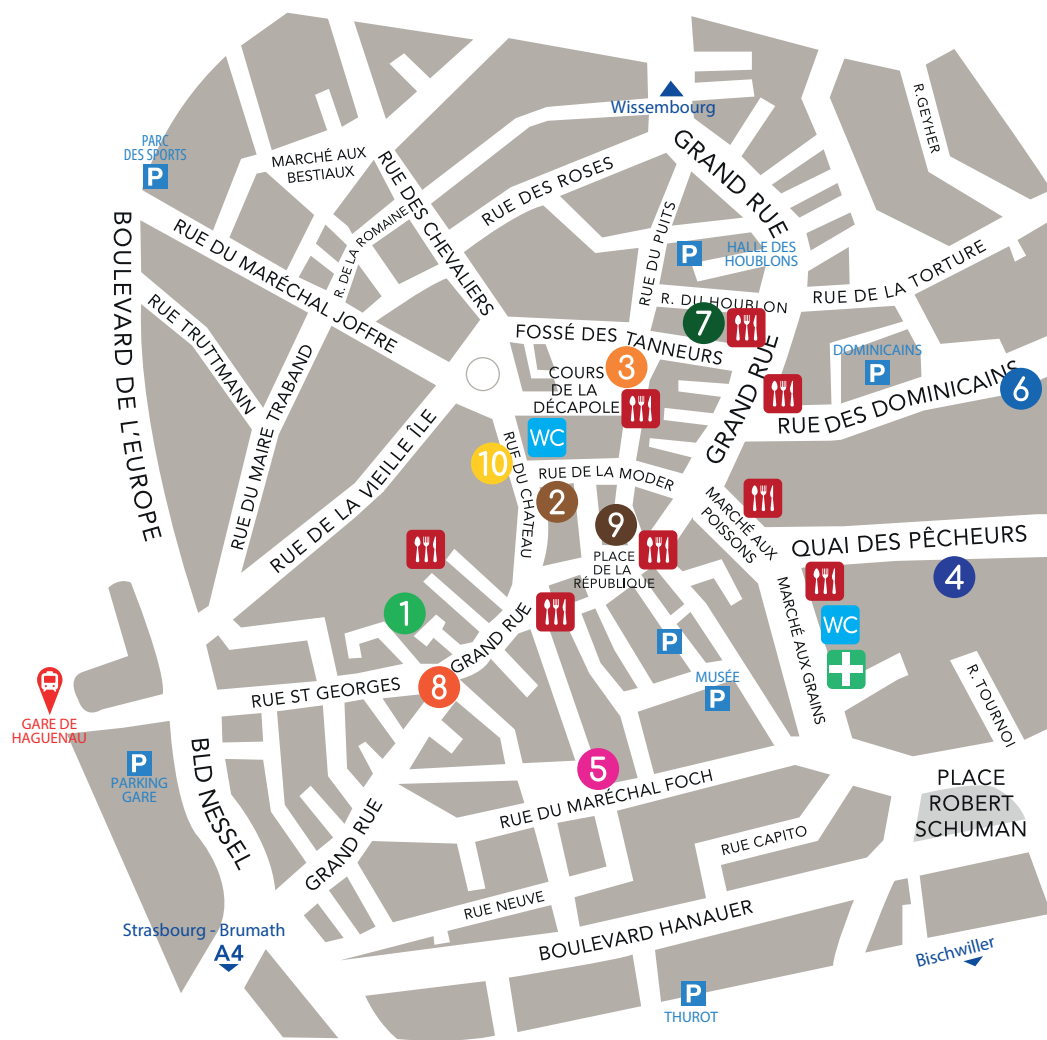 Wissembourg
R. GEYHER
PARC
DES SPORTS
P
MARCHÉ AUX
BESTIAUX
GRAND RUE
RUE DES CHEVALIERS
RUE DES ROSES
R. DE LA ROMAINE
RUE DU PUITS
BOULEVARD DE L'EUROPE
RUE DU MARÉCHAL JOFFRE
P
HALLE DES
HOUBLONS
RUE DE LA TORTURE
R. DU HOUBLON
RUE TRUTTMANN
7
FOSSÉ DES TANNEURS
DOMINICAINS
P
3
COURS
DE LA
DÉCAPOLE
GRAND RUE
6
RUE DES DOMINICAINS
RUE DU MAIRE TRABAND
RUE DE LA VIEILLE ÎLE
WC
10
RUE DU CHATEAU
RUE DE LA MODER
2
9
MARCHÉ AUX
POISSONS
QUAI DES PÊCHEURS
PLACE
DE LA
RÉPUBLIQUE
4
1
MARCHÉ AUX GRAINS
WC
GRAND RUE
P
MUSÉE
P
R. TOURNOI
RUE ST GEORGES
8
GARE DE
HAGUENAU
P
PARKING
GARE
BLD NESSEL
5
RUE DU MARÉCHAL FOCH
PLACE
ROBERT
SCHUMAN
GRAND RUE
RUE CAPITO
RUE NEUVE
BOULEVARD HANAUER
Strasbourg - Brumath
A4
Bischwiller
P
THUROT